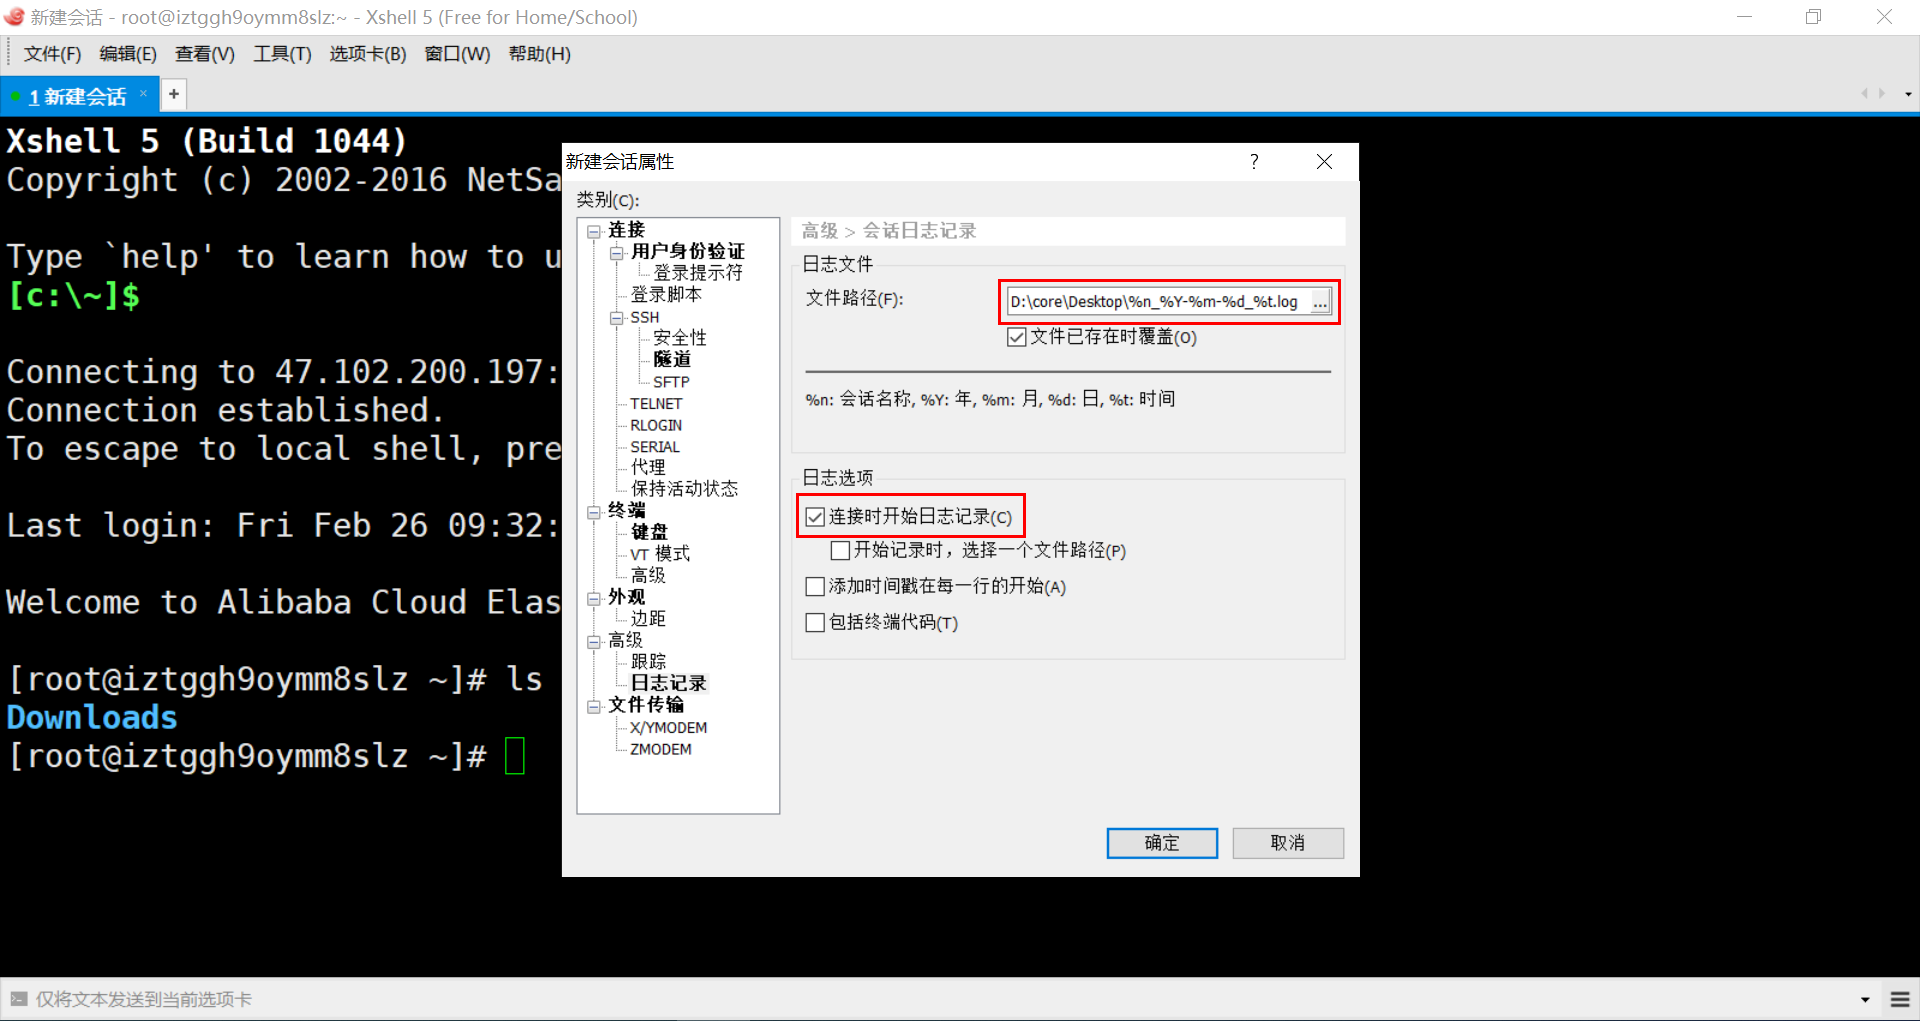 新建会话 - root@iztggh9oymm8slz:~ - Xshell 5 (Free for Home/School)
文件(F) 编辑(E) 查看(V) 工具(T) 选项卡(B) 窗口(W) 帮助(H)
1 新建会话 × +
Xshell 5 (Build 1044)
Copyright (c) 2002-2016 NetSa
Type `help' to learn how to u
[c:\~]$
Connecting to 47.102.200.197:
Connection established.
To escape to local shell, pre
Last login: Fri Feb 26 09:32:
Welcome to Alibaba Cloud Elas
[root@iztggh9oymm8slz ~]# ls
Downloads
[root@iztggh9oymm8slz ~]#
新建会话属性 ?
类别(C):
连接
用户身份验证
登录提示符
登录脚本
SSH
安全性
隧道
SFTP
TELNET
RLOGIN
SERIAL
代理
保持活动状态
终端
键盘
VT 模式
高级
外观
边距
高级
跟踪
日志记录
文件传输
X/YMODEM
ZMODEM
高级 > 会话日志记录
日志文件
文件路径(F):
D:\core\Desktop\%n_%Y-%m-%d_%t.log ...
文件已存在时覆盖(O)
%n: 会话名称, %Y: 年, %m: 月, %d: 日, %t: 时间
日志选项
连接时开始日志记录(C)
开始记录时，选择一个文件路径(P)
添加时间戳在每一行的开始(A)
包括终端代码(T)
确定 取消
仅将文本发送到当前选项卡